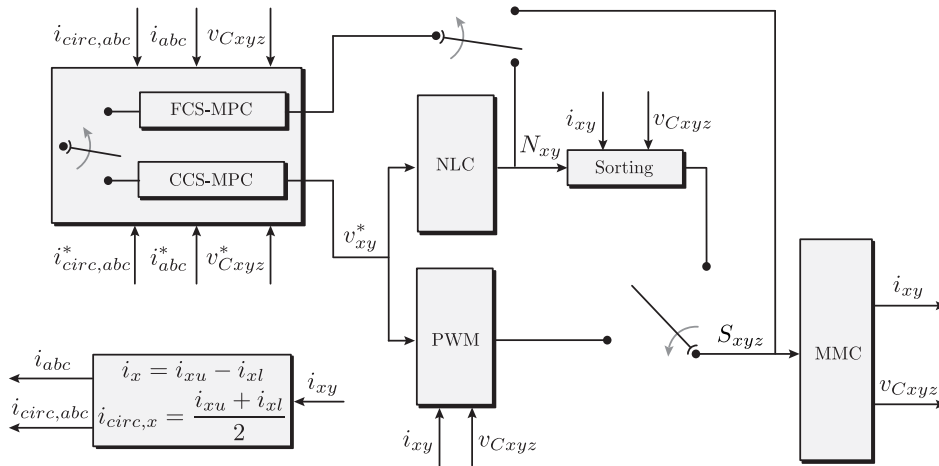 i_{circ,abc} i_{abc} v_{Cxyz}
FCS-MPC
CCS-MPC
i^*_{circ,abc} i^*_{abc} v^*_{Cxyz}
v^*_{xy}
NLC
N_{xy}
i_{xy} v_{Cxyz}
Sorting
PWM
i_{xy} v_{Cxyz}
S_{xyz}
MMC
i_{xy}
v_{Cxyz}
i_{abc}
i_{circ,abc}
i_x = i_{xu} − i_{xl}
i_{circ,x} = \frac{i_{xu} + i_{xl}}{2}
i_{xy}